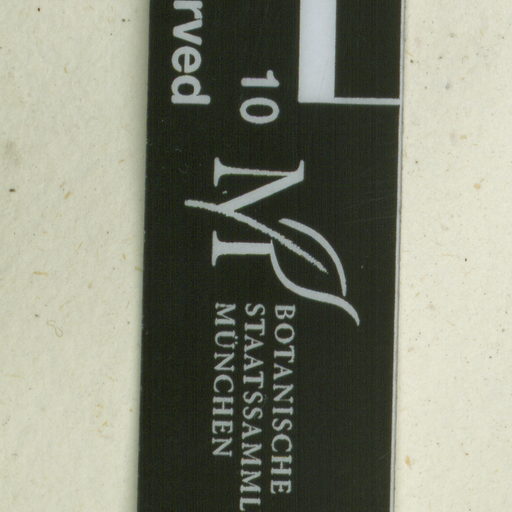 rved
10
M
BOTANISCHE
STAATSSAMML
MÜNCHEN